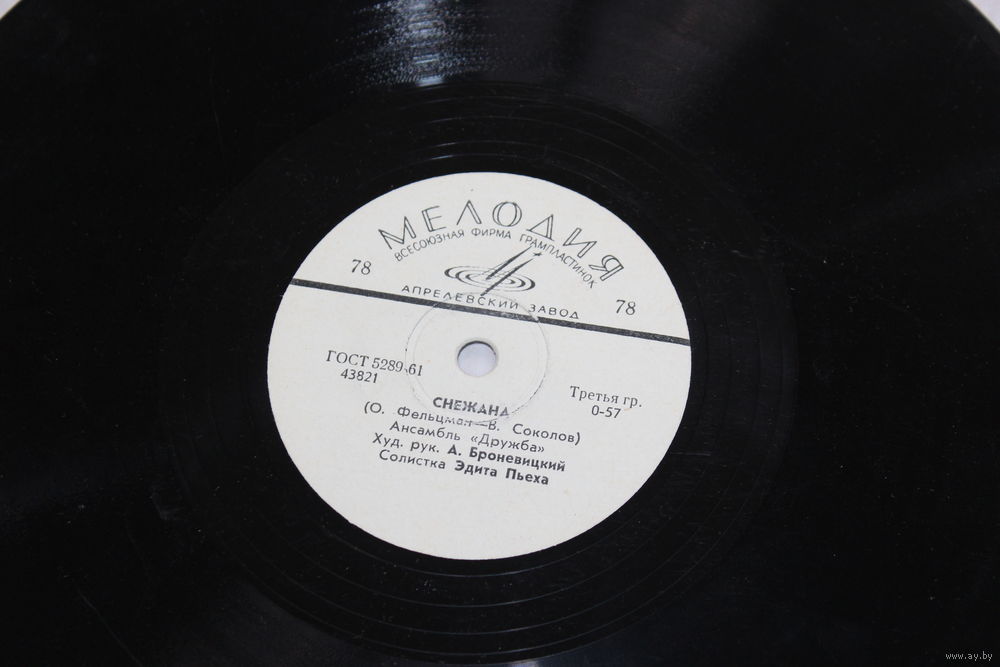 МЕЛОДИЯ
ВСЕСОЮЗНАЯ ФИРМА ГРАМПЛАСТИНОК
78
78
АПРЕЛЕВСКИЙ ЗАВОД
ГОСТ 5289-61
43821
Третья гр.
0-57
СНЕЖАНА
(О. Фельцман—В. Соколов)
Ансамбль «Дружба»
Худ. рук. А. Броневицкий
Солистка Эдита Пьеха
www.ay.by